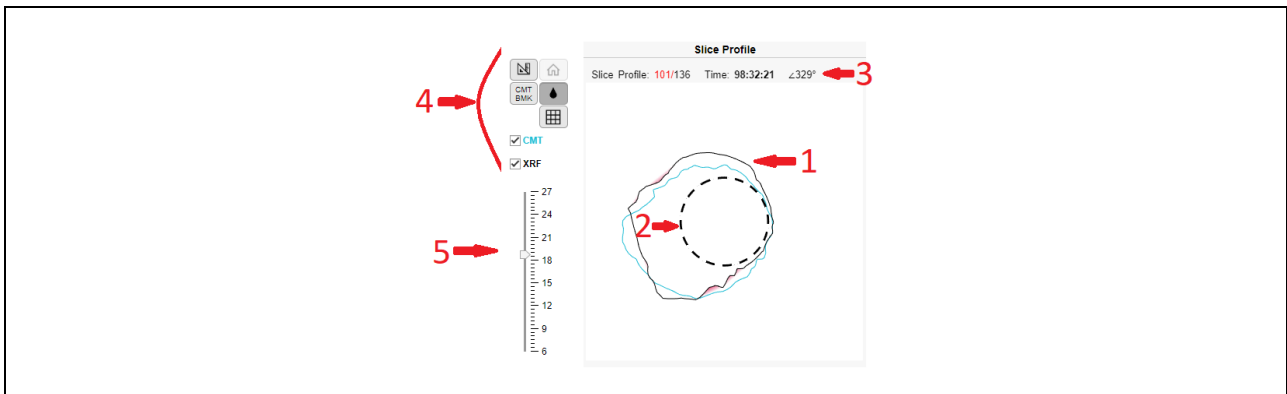 Slice Profile
Slice Profile: 101/136 Time: 98:32:21 ∠329° 3
CMT
BMK
4
CMT
XRF
1
2
5
27
24
21
18
15
12
9
6